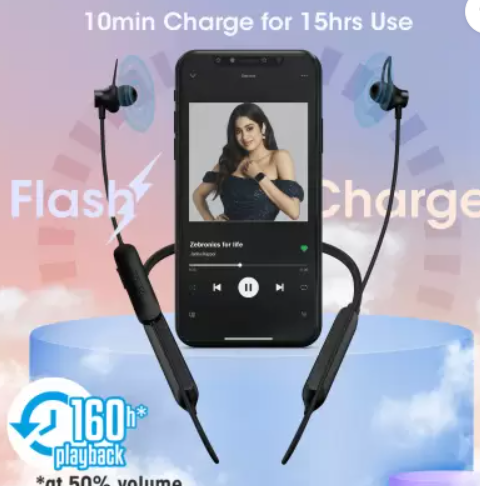 10min Charge for 15hrs Use
Flash Charge
Zebronics for life
160h*
playback
*at 50% volume